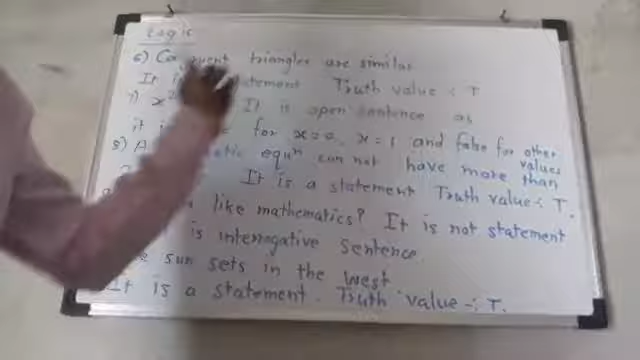 Logic
6) Co  uent triangles are similar
It i  statement Truth value : T
7) x² It is open sentence as
it i  e for x=0, x=1 and false for other values
8) A  atic equⁿ can not have more than
It is a statement Truth value :- T.
like mathematics? It is not statement
is interrogative sentence.
e sun sets in the west
It is a statement. Truth value -: T.